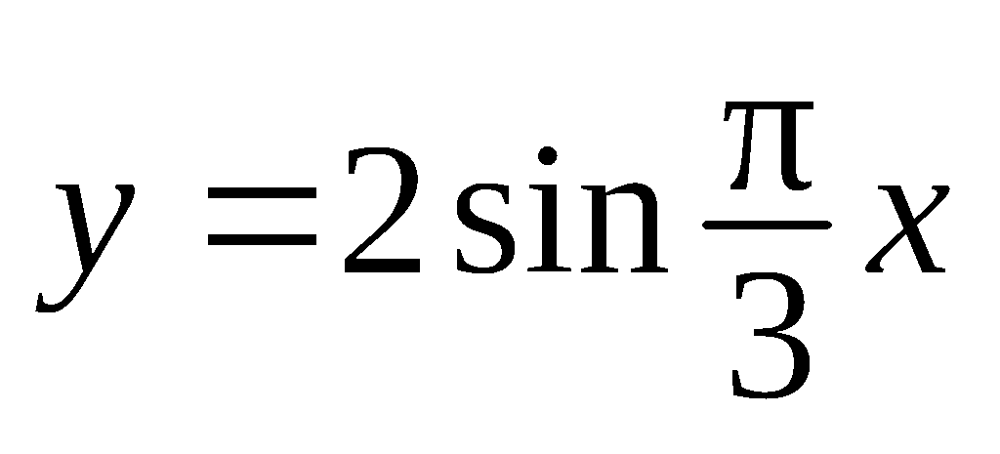 y = 2 sin π/3 x